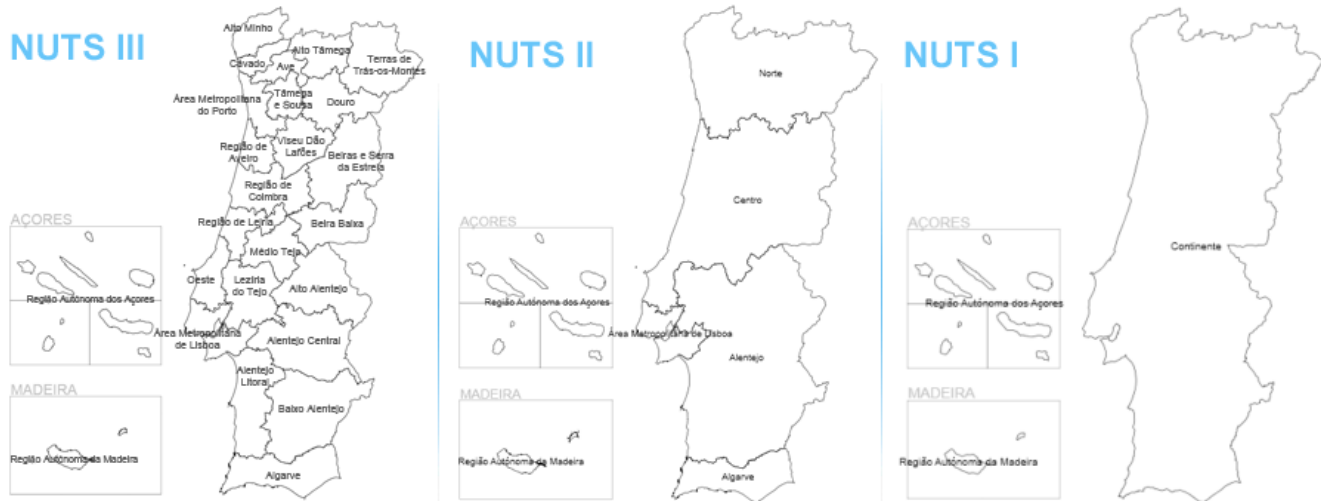 NUTS III
Alto Minho
Alto Tâmega
Cávado
Ave
Terras de
Trás-os-Montes
Área Metropolitana
do Porto
Tâmega
e Sousa
Douro
Região de
Aveiro
Viseu Dão
Lafões
Beiras e Serra
da Estrela
Região de
Coimbra
Região de Leiria
Beira Baixa
Médio Tejo
Oeste
Lezíria
do Tejo
Alto Alentejo
Área Metropolitana
de Lisboa
Alentejo Central
Alentejo
Litoral
Baixo Alentejo
Algarve
AÇORES
Região Autónoma dos Açores
MADEIRA
Região Autónoma da Madeira
NUTS II
Norte
Centro
Área Metropolitana de Lisboa
Alentejo
Algarve
AÇORES
Região Autónoma dos Açores
MADEIRA
Região Autónoma da Madeira
NUTS I
Continente
AÇORES
Região Autónoma dos Açores
MADEIRA
Região Autónoma da Madeira